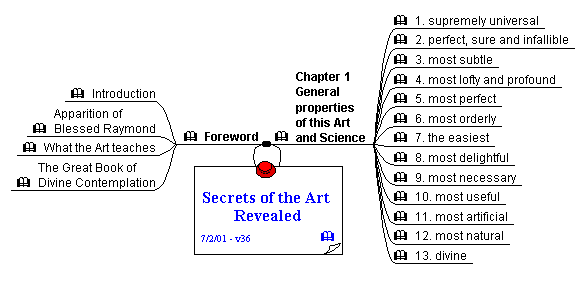 Introduction
Apparition of
Blessed Raymond
What the Art teaches
The Great Book of
Divine Contemplation
Foreword
Chapter 1
General
properties
of this Art
and Science
1. supremely universal
2. perfect, sure and infallible
3. most subtle
4. most lofty and profound
5. most perfect
6. most orderly
7. the easiest
8. most delightful
9. most necessary
10. most useful
11. most artificial
12. most natural
13. divine
Secrets of the Art
Revealed
7/2/01 - v36